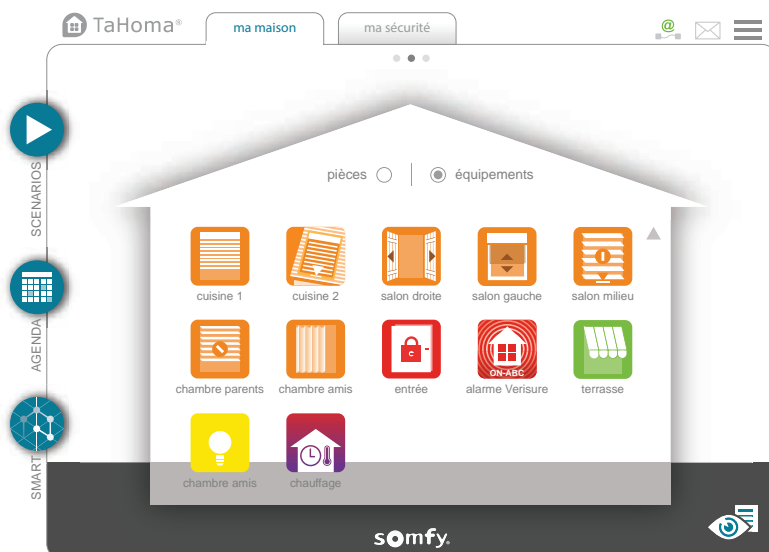 TaHoma®
ma maison
ma sécurité
@
pièces
équipements
SCENARIOS
AGENDA
SMART
cuisine 1
cuisine 2
salon droite
salon gauche
salon milieu
ON-ABC
chambre parents
chambre amis
entrée
alarme Verisure
terrasse
chambre amis
chauffage
somfy.